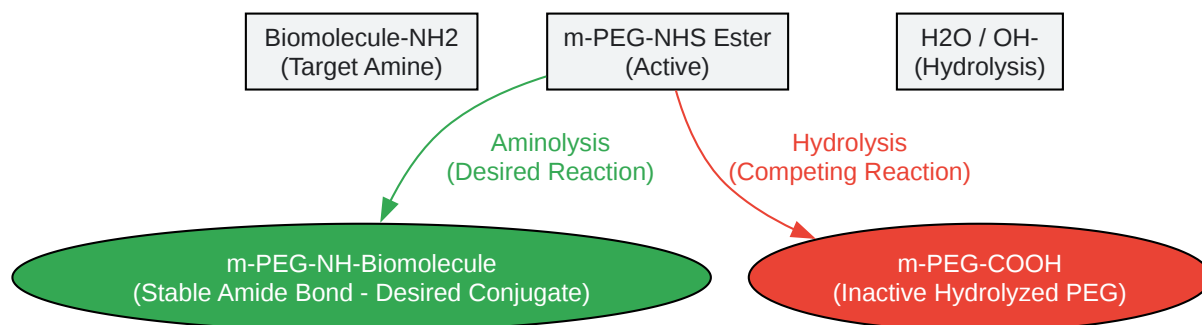 Biomolecule-NH2
(Target Amine)
m-PEG-NHS Ester
(Active)
H2O / OH-
(Hydrolysis)
Aminolysis
(Desired Reaction)
Hydrolysis
(Competing Reaction)
m-PEG-NH-Biomolecule
(Stable Amide Bond - Desired Conjugate)
m-PEG-COOH
(Inactive Hydrolyzed PEG)